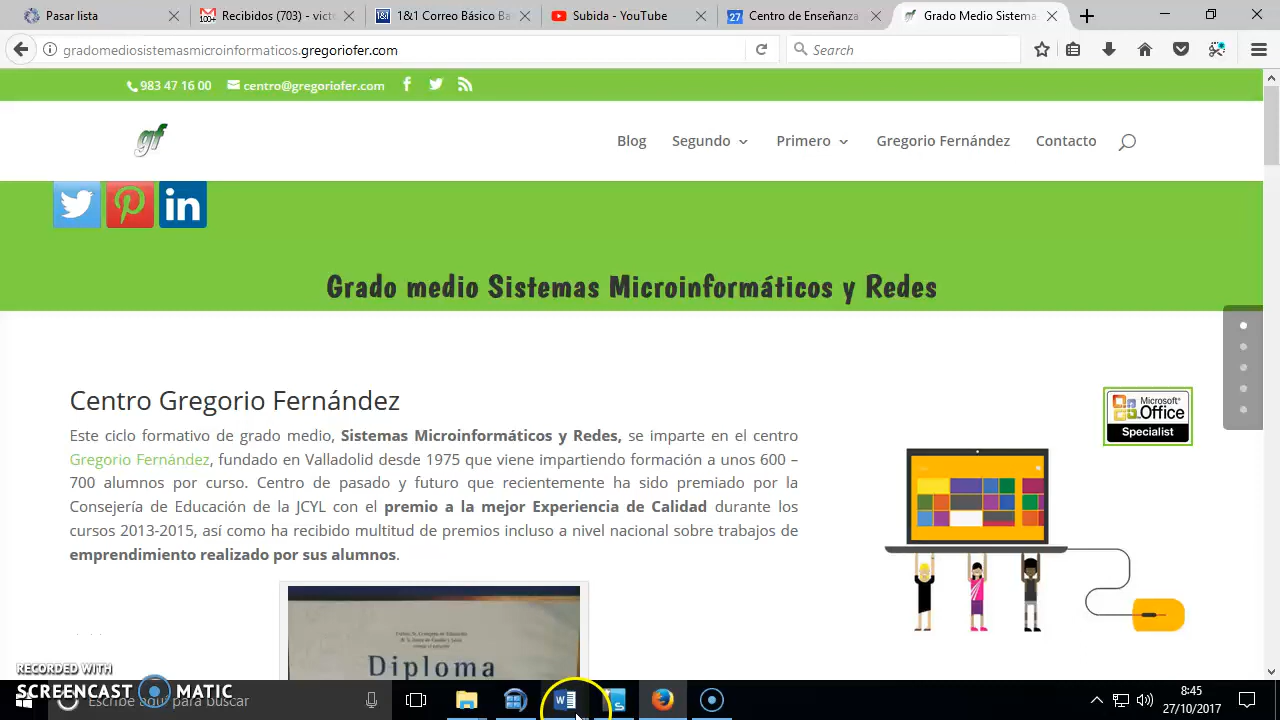 Pasar lista
Recibidos (703) - victo
1&1 Correo Básico Ba
Subida - YouTube
Centro de Enseñanza
Grado Medio Sistema
gradomediosistemasmicroinformaticos.gregoriofer.com
Search
983 47 16 00
centro@gregoriofer.com
gf
Blog
Segundo
Primero
Gregorio Fernández
Contacto
Grado medio Sistemas Microinformáticos y Redes
Centro Gregorio Fernández
Este ciclo formativo de grado medio, Sistemas Microinformáticos y Redes, se imparte en el centro
Gregorio Fernández, fundado en Valladolid desde 1975 que viene impartiendo formación a unos 600 –
700 alumnos por curso. Centro de pasado y futuro que recientemente ha sido premiado por la
Consejería de Educación de la JCYL con el premio a la mejor Experiencia de Calidad durante los
cursos 2013-2015, así como ha recibido multitud de premios incluso a nivel nacional sobre trabajos de
emprendimiento realizado por sus alumnos.
Microsoft
Office
Specialist
Diploma
RECORDED WITH
SCREENCAST MATIC
Escribe aquí para buscar
8:45
27/10/2017